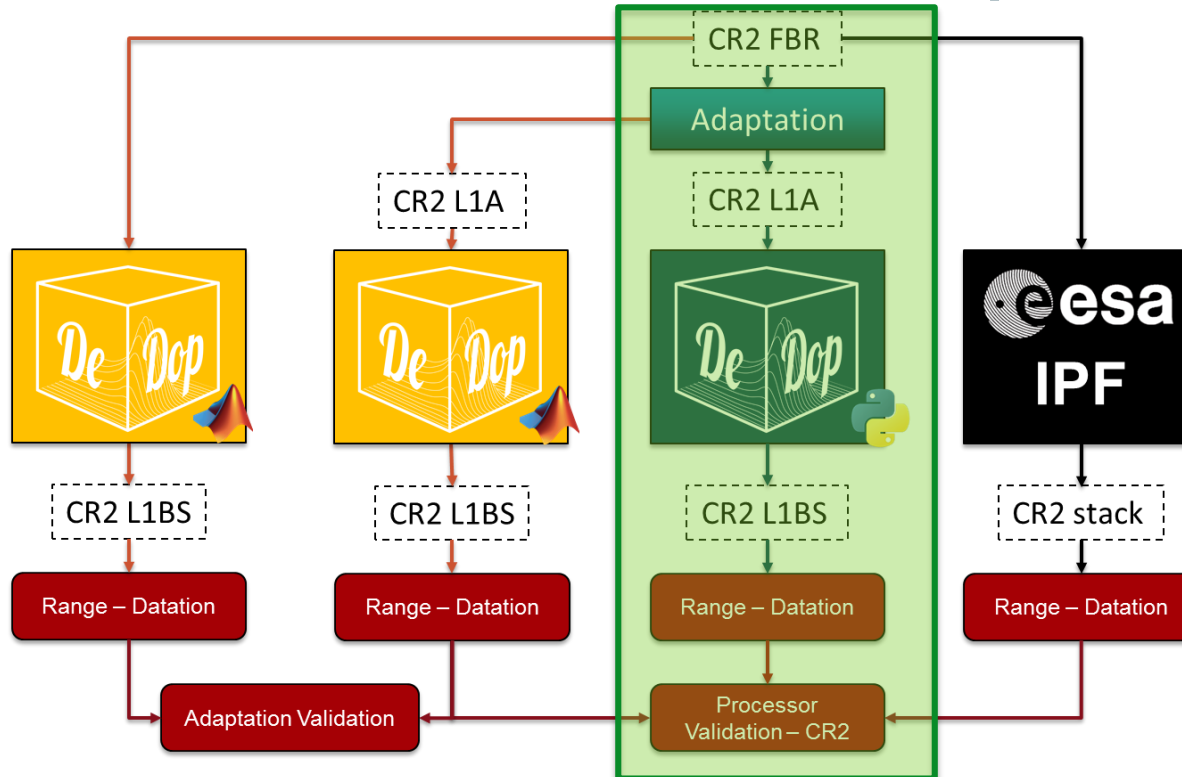 CR2 FBR
Adaptation
CR2 L1A
CR2 L1A
De Dop
De Dop
De Dop
esa
IPF
CR2 L1BS
CR2 L1BS
CR2 L1BS
CR2 stack
Range – Datation
Range – Datation
Range – Datation
Range – Datation
Adaptation Validation
Processor
Validation – CR2